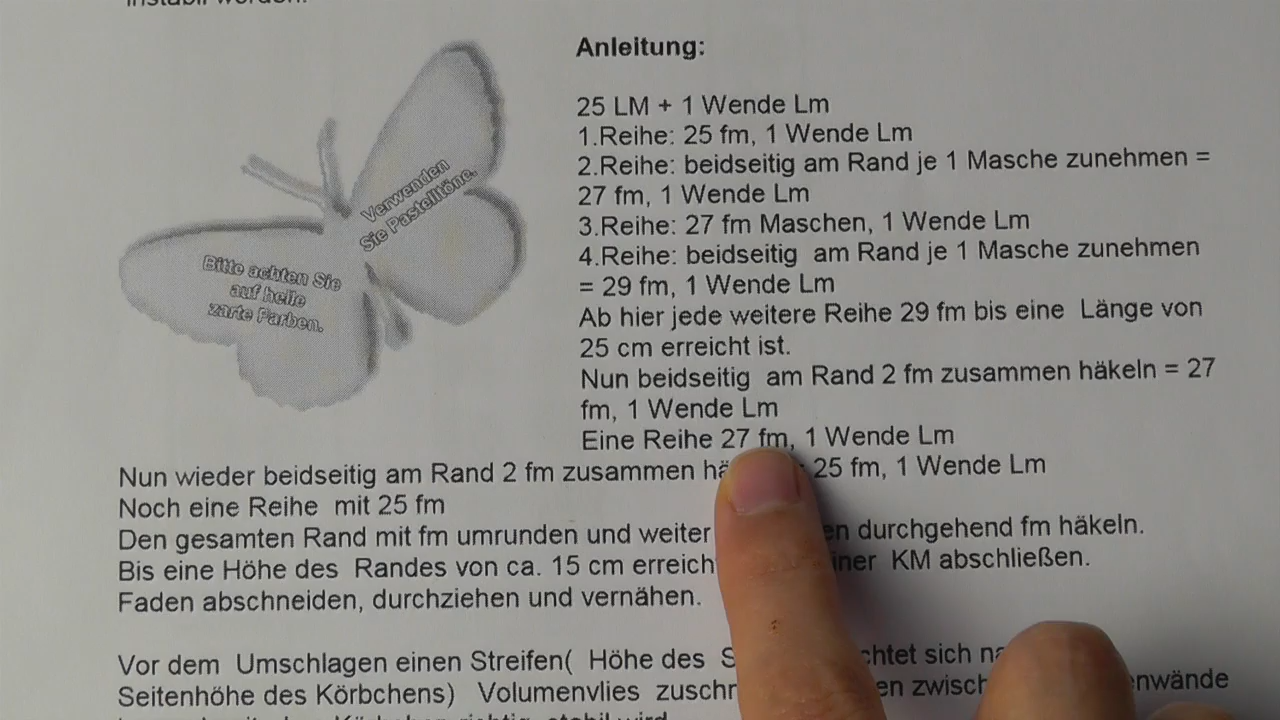 instabil werden.
Anleitung:
25 LM + 1 Wende Lm
1.Reihe: 25 fm, 1 Wende Lm
2.Reihe: beidseitig am Rand je 1 Masche zunehmen =
27 fm, 1 Wende Lm
3.Reihe: 27 fm Maschen, 1 Wende Lm
4.Reihe: beidseitig am Rand je 1 Masche zunehmen
= 29 fm, 1 Wende Lm
Ab hier jede weitere Reihe 29 fm bis eine Länge von
25 cm erreicht ist.
Nun beidseitig am Rand 2 fm zusammen häkeln = 27
fm, 1 Wende Lm
Eine Reihe 27 fm, 1 Wende Lm
Verwenden
Sie Pastelltöne.
Bitte achten Sie
auf helle
zarte Farben.
Nun wieder beidseitig am Rand 2 fm zusammen 25 fm, 1 Wende Lm
Noch eine Reihe mit 25 fm
Den gesamten Rand mit fm umrunden und weiter durchgehend fm häkeln.
Bis eine Höhe des Randes von ca. 15 cm KM abschließen.
Faden abschneiden, durchziehen und vernähen.
Vor dem Umschlagen einen Streifen( Höhe des sich
Seitenhöhe des Körbchens) Volumenvlies